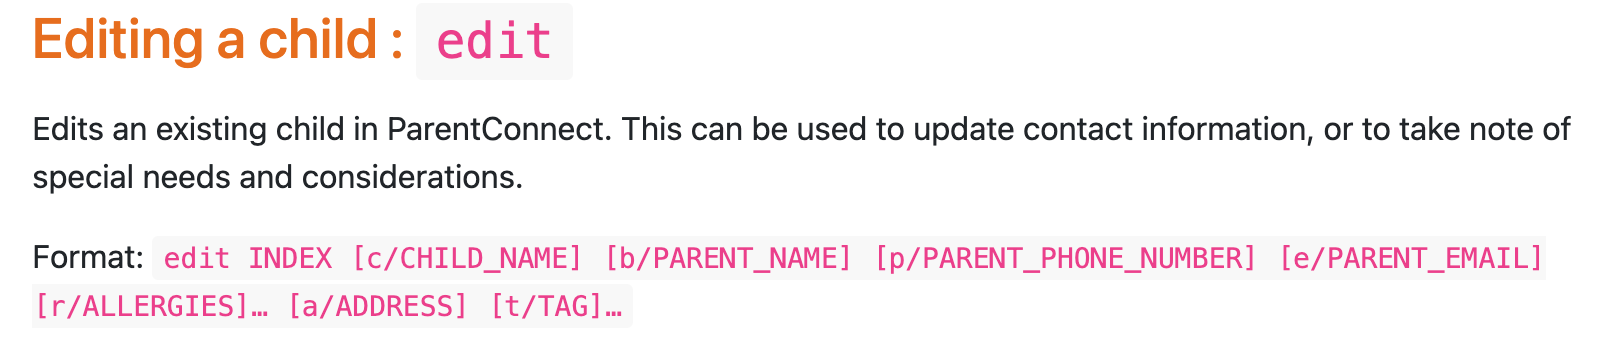 Editing a child : edit
Edits an existing child in ParentConnect. This can be used to update contact information, or to take note of
special needs and considerations.
Format: edit INDEX [c/CHILD_NAME] [b/PARENT_NAME] [p/PARENT_PHONE_NUMBER] [e/PARENT_EMAIL]
[r/ALLERGIES]… [a/ADDRESS] [t/TAG]…